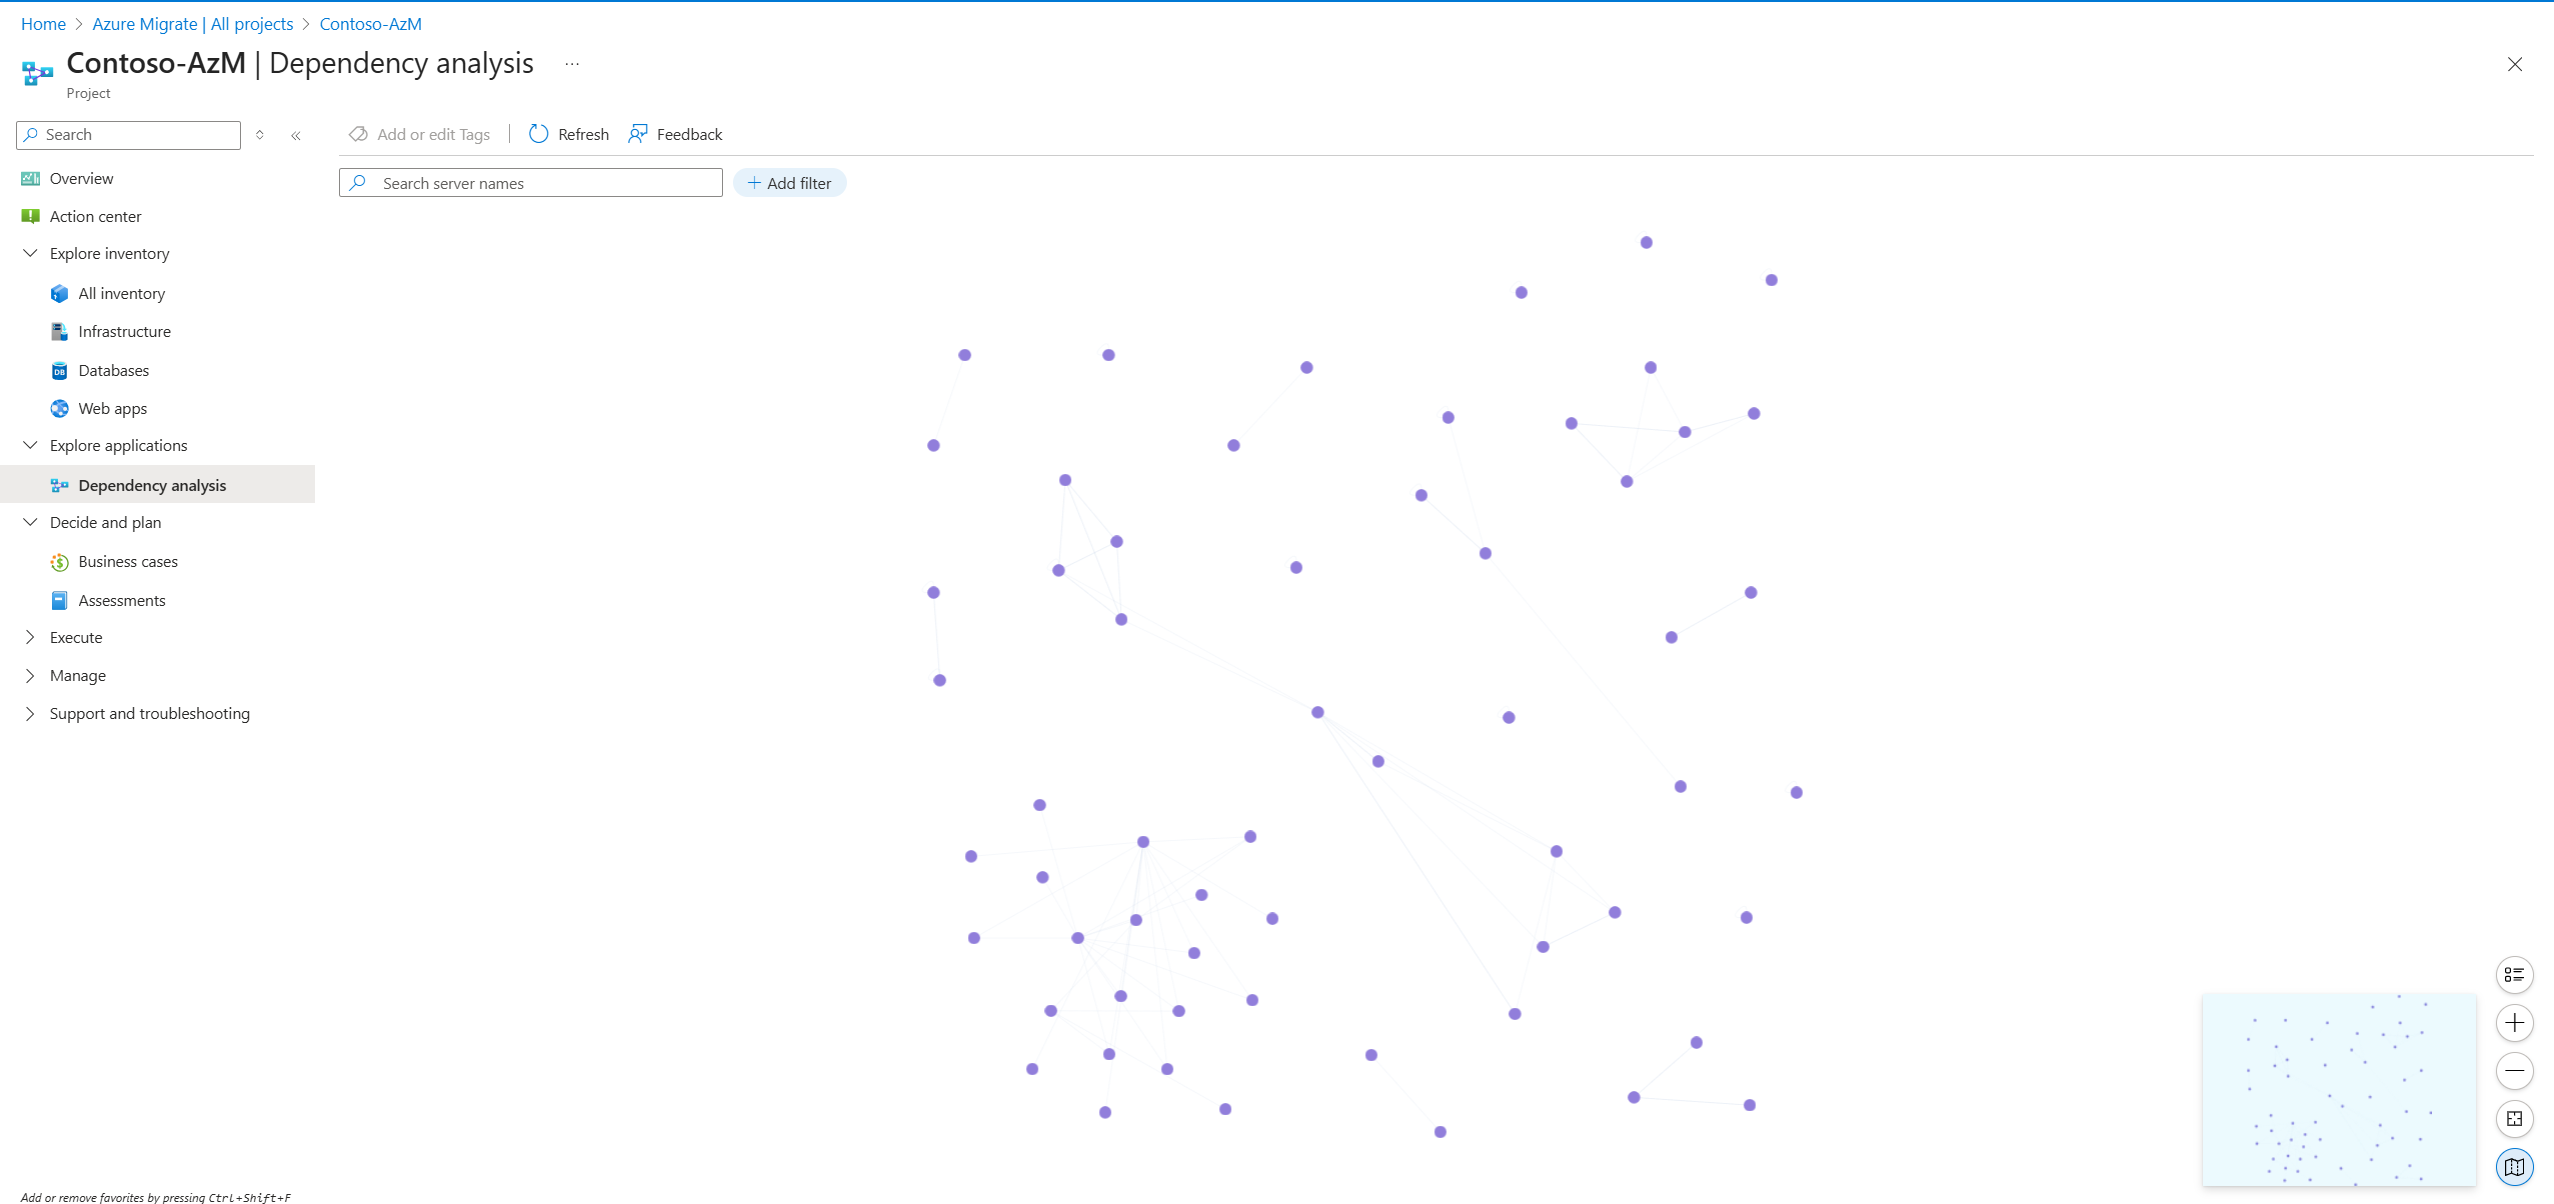 Home > Azure Migrate | All projects > Contoso-AzM
Contoso-AzM | Dependency analysis ...
Project
Search
Add or edit Tags | Refresh Feedback
Search server names
+ Add filter
Overview
Action center
Explore inventory
All inventory
Infrastructure
DB Databases
Web apps
Explore applications
Dependency analysis
Decide and plan
Business cases
Assessments
Execute
Manage
Support and troubleshooting
Add or remove favorites by pressing Ctrl+Shift+F